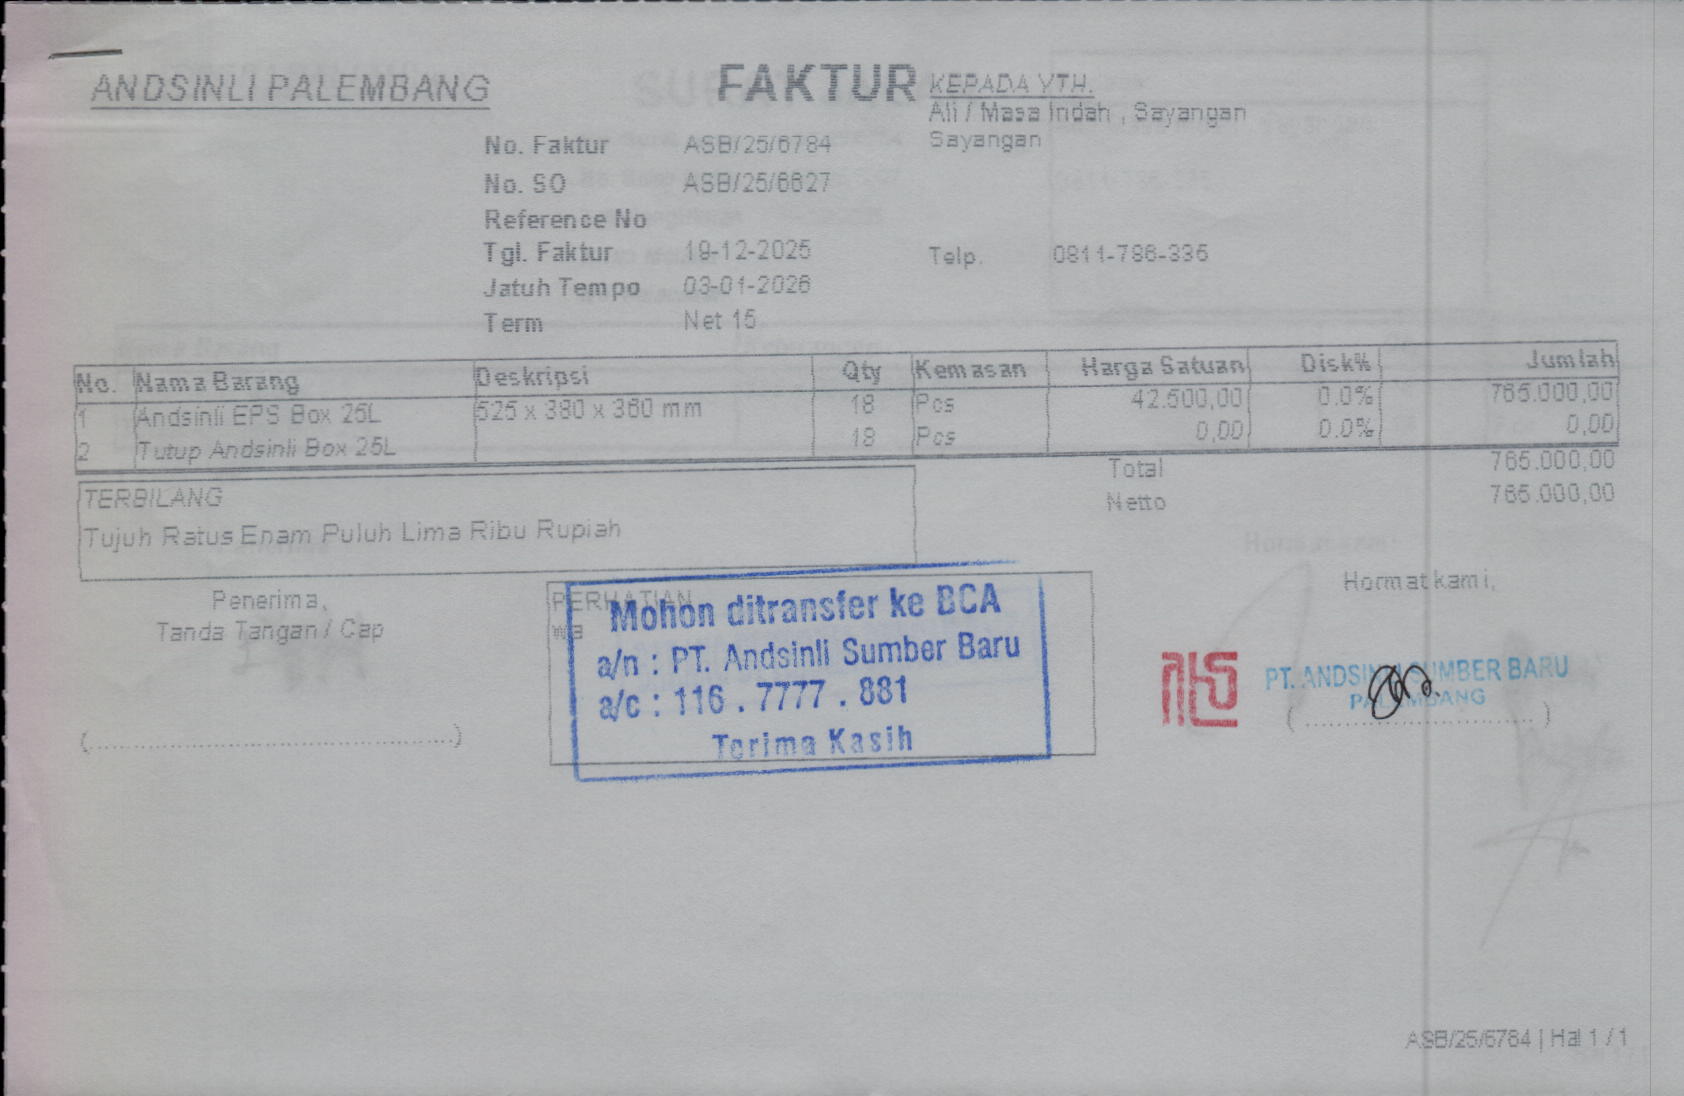 ANDSINLI PALEMBANG
FAKTUR
KEPADA YTH.
Ali / Masa Indah , Sayangan
Sayangan
No. Faktur ASB/25/6784
No. SO ASB/25/6627
Reference No
Tgl. Faktur 19-12-2025
Telp. 0811-786-335
Jatuh Tempo 03-01-2026
Term Net 15
No. Nama Barang Deskripsi Qty Kemasan Harga Satuan Disk% Jumlah
1 Andsinli EPS Box 25L 525 x 380 x 360 mm 18 Pcs 42.500,00 0.0% 765.000,00
2 Tutup Andsinli Box 25L 18 Pcs 0,00 0.0% 0,00
Total 765.000,00
Netto 765.000,00
TERBILANG
Tujuh Ratus Enam Puluh Lima Ribu Rupiah
Penerima,
Tanda Tangan / Cap
(..................................................)
PERHATIAN
Mohon ditransfer ke BCA
a/n : PT. Andsinli Sumber Baru
a/c : 116 . 7777 . 881
Terima Kasih
Hormat kami,
PT. ANDSINLI SUMBER BARU
PALEMBANG
(................................)
ASB/25/6784 | Hal 1 / 1